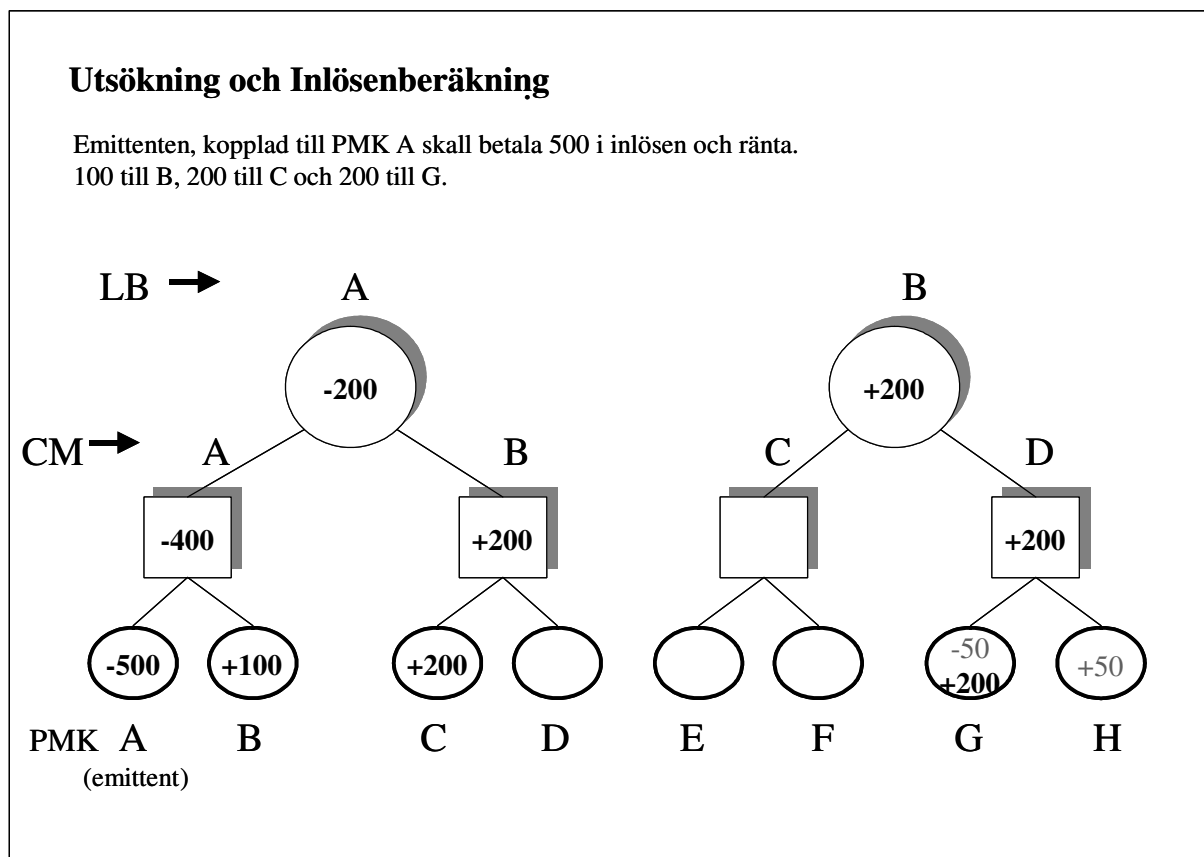 Utsökning och Inlösenberäkning
Emittenten, kopplad till PMK A skall betala 500 i inlösen och ränta.
100 till B, 200 till C och 200 till G.
LB A B
-200 +200
CM A B C D
-400 +200 +200
-500 +100 +200 -50 +50
+200
PMK A B C D E F G H
(emittent)